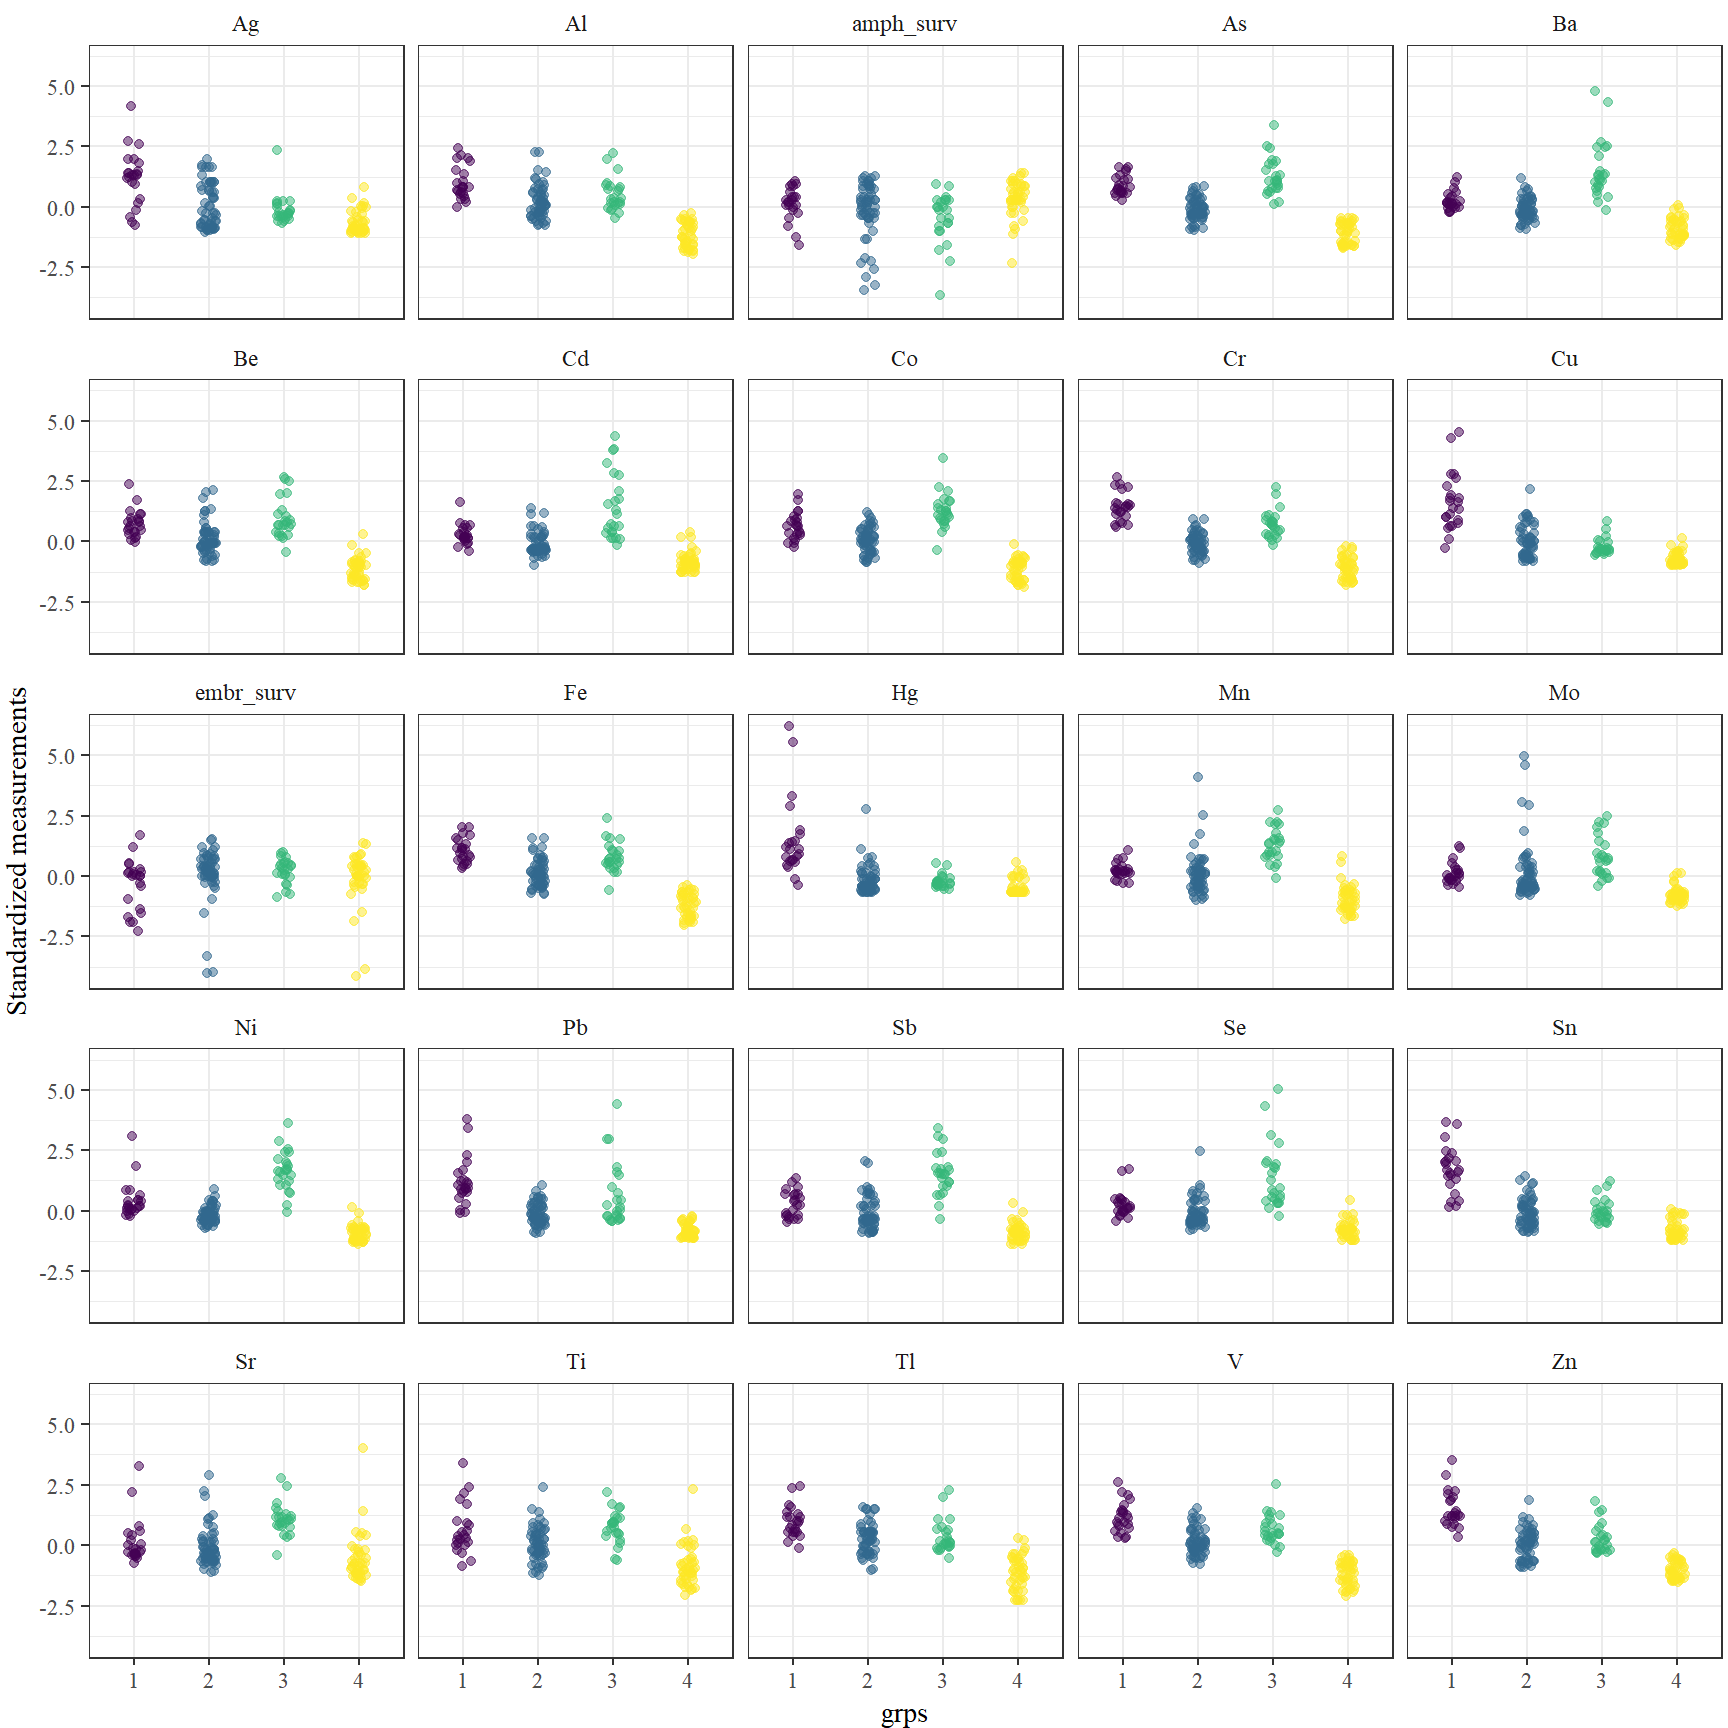 Ag Al amph_surv As Ba
5.0
2.5
0.0
-2.5
Be Cd Co Cr Cu
5.0
2.5
0.0
-2.5
embr_surv Fe Hg Mn Mo
5.0
2.5
0.0
-2.5
Standardized measurements
Ni Pb Sb Se Sn
5.0
2.5
0.0
-2.5
Sr Ti Tl V Zn
5.0
2.5
0.0
-2.5
1 2 3 4 1 2 3 4 1 2 3 4 1 2 3 4 1 2 3 4
grps